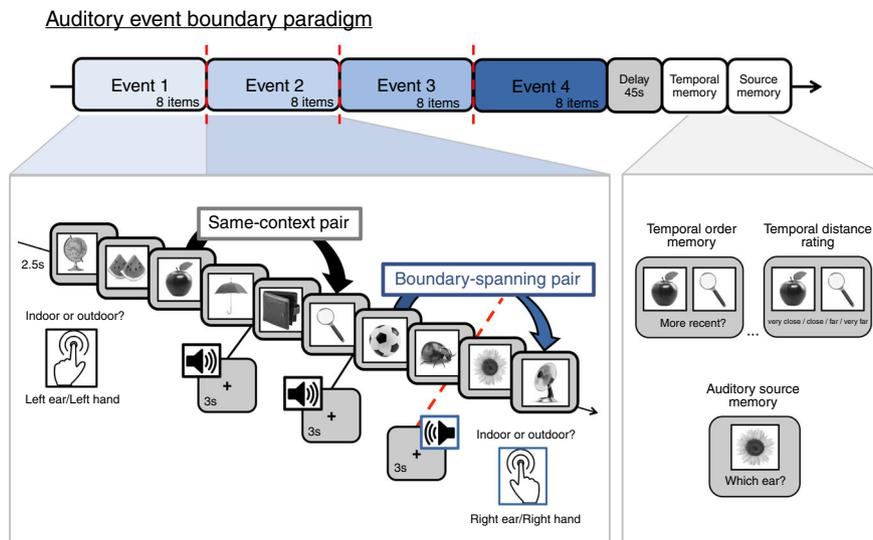 Auditory event boundary paradigm
Event 1
8 items
Event 2
8 items
Event 3
8 items
Event 4
8 items
Delay
45s
Temporal
memory
Source
memory
Same-context pair
2.5s
Boundary-spanning pair
Indoor or outdoor?
Left ear/Left hand
+
3s
+
3s
+
3s
Indoor or outdoor?
Right ear/Right hand
Temporal order
memory
More recent?
...
Temporal distance
rating
very close / close / far / very far
Auditory source
memory
Which ear?